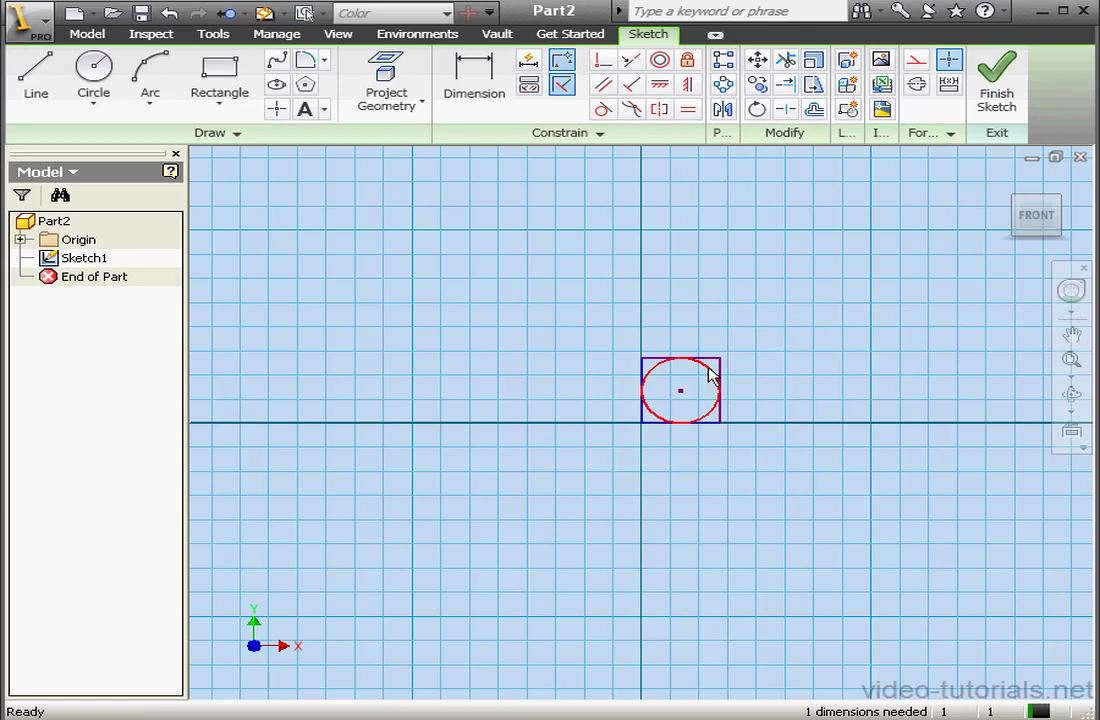 Color
Part2
Type a keyword or phrase
PRO
Model Inspect Tools Manage View Environments Vault Get Started Sketch
Line Circle Arc Rectangle
A
Project Geometry
Dimension
Finish Sketch
Draw Constrain P... Modify L... I... For... Exit
Model
Part2
Origin
Sketch1
End of Part
FRONT
Y
X
video-tutorials.net
Ready
1 dimensions needed 1 1